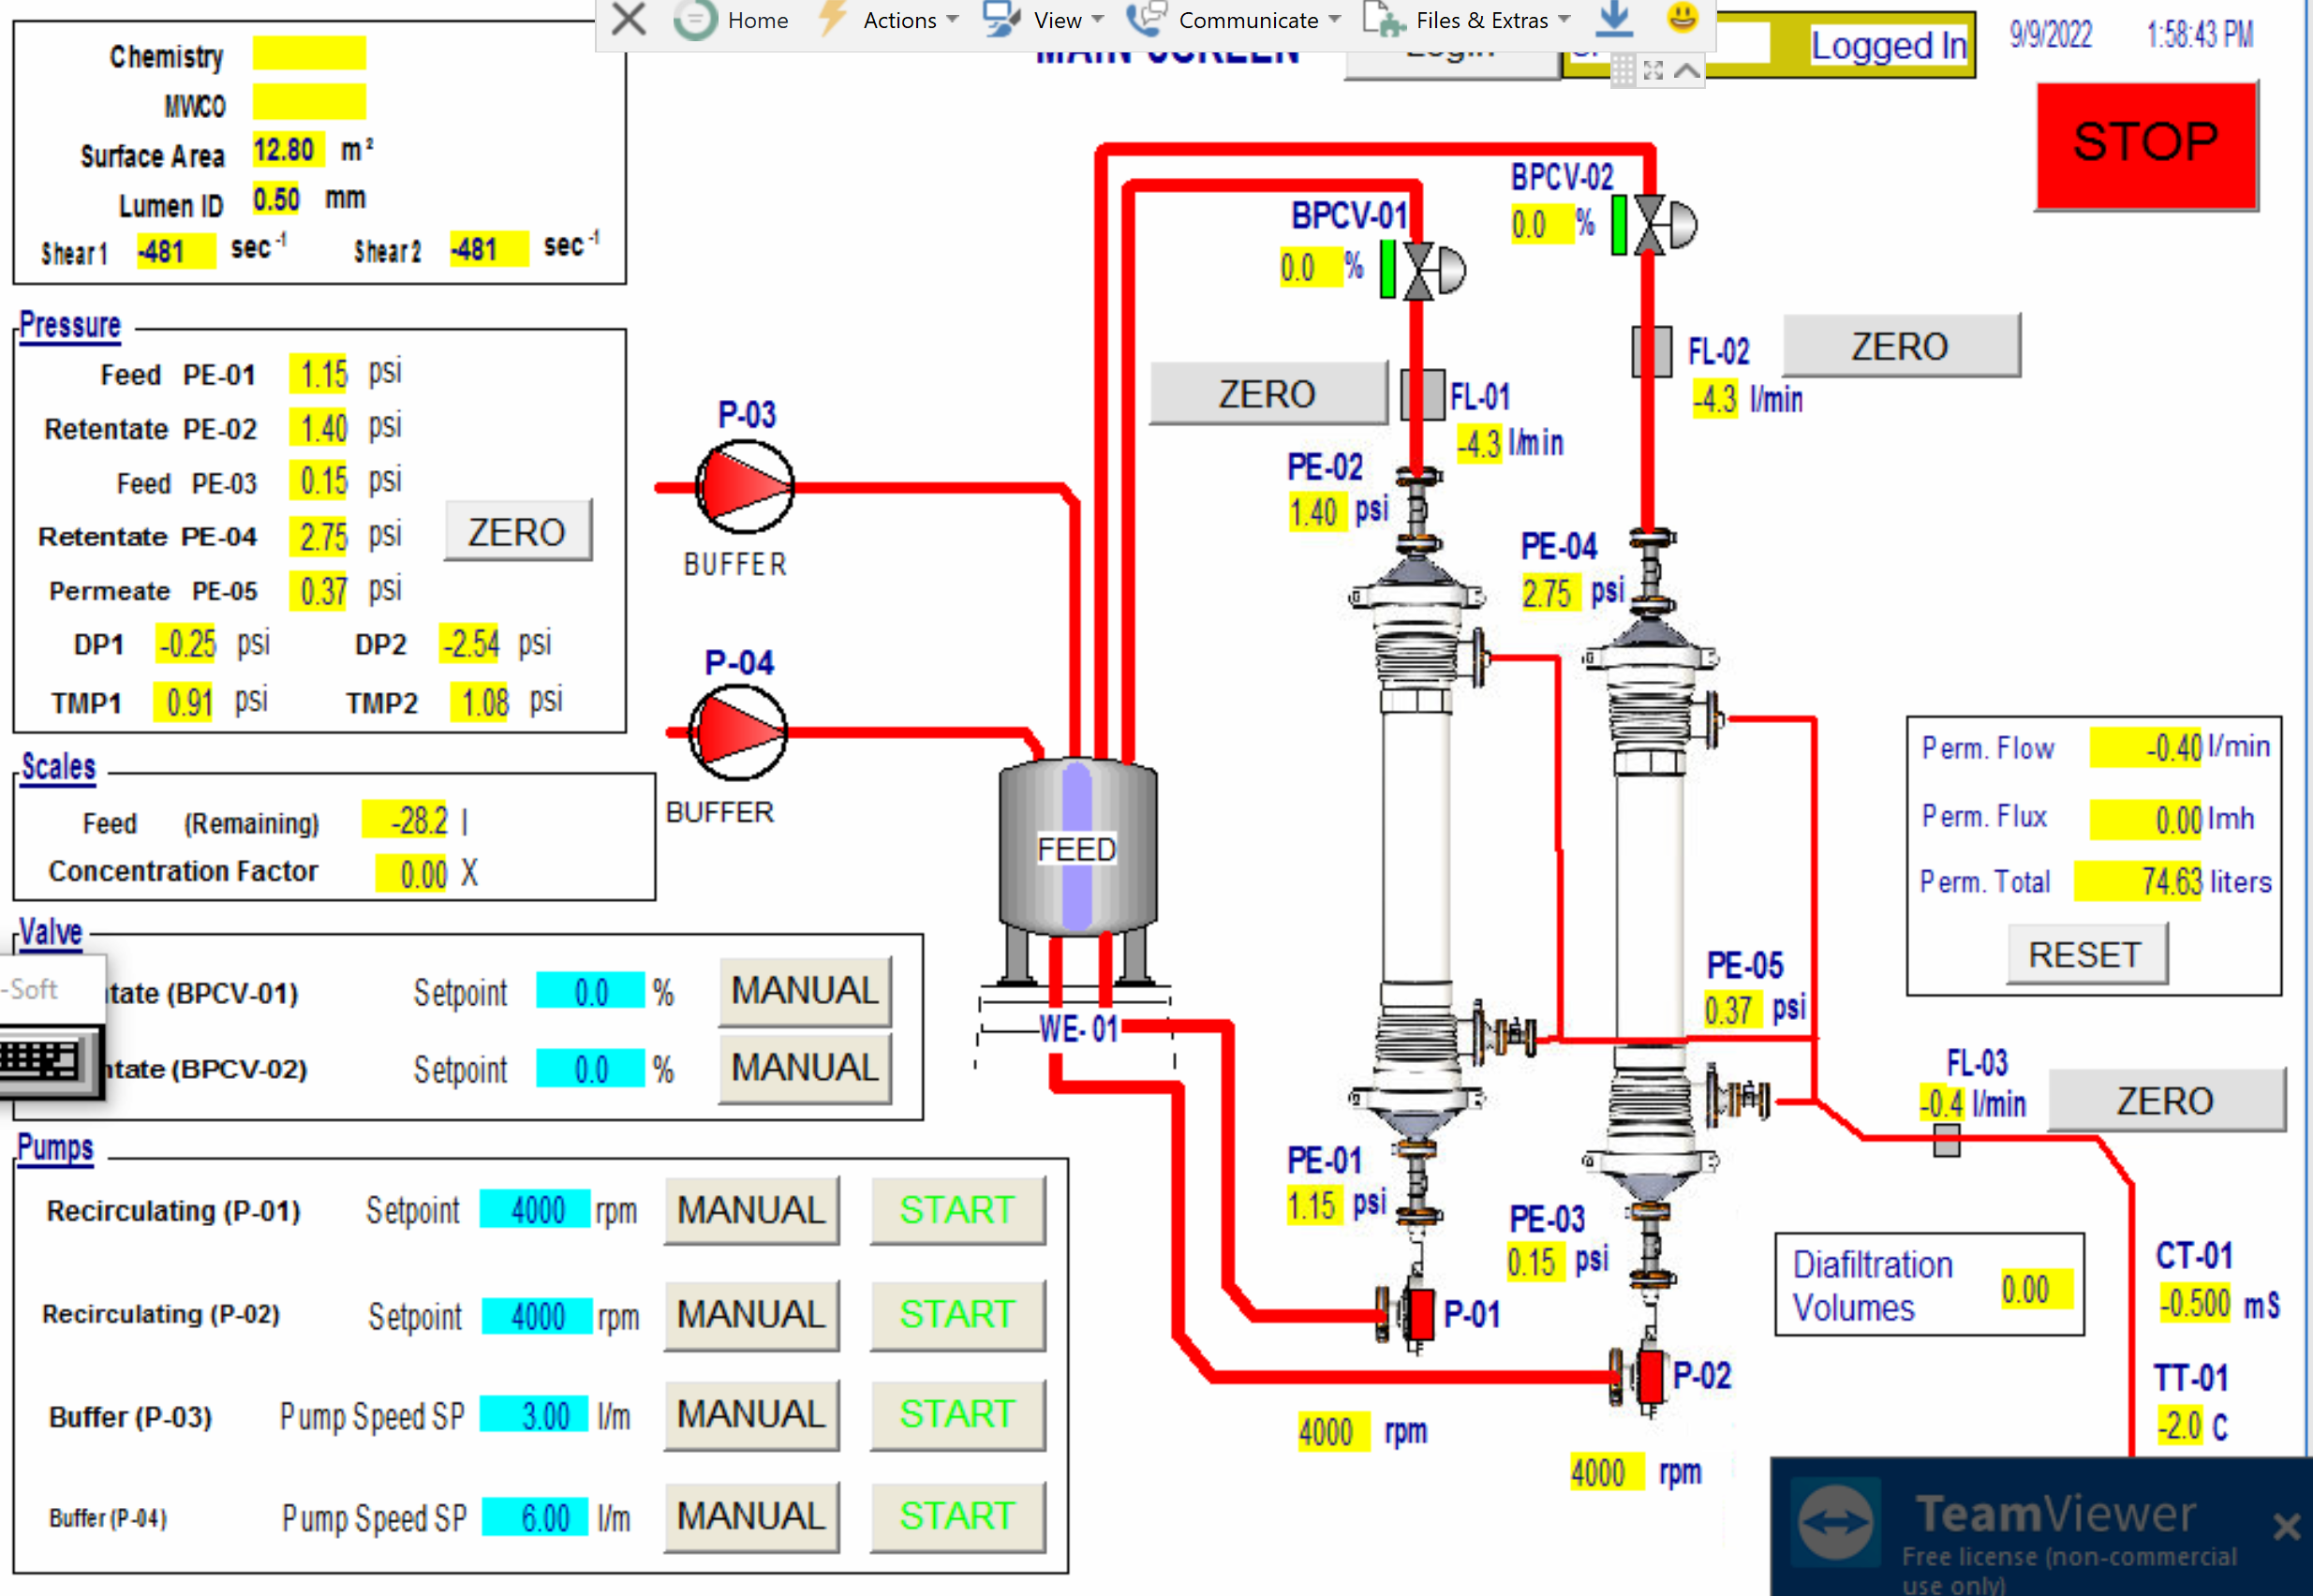 Home Actions View Communicate Files & Extras
MAIN SCREEN Login Logged In 9/9/2022 1:58:43 PM
STOP
Chemistry
MWCO
Surface Area 12.80 m²
Lumen ID 0.50 mm
Shear 1 -481 sec-1 Shear 2 -481 sec-1
Pressure
Feed PE-01 1.15 psi
Retentate PE-02 1.40 psi
Feed PE-03 0.15 psi
Retentate PE-04 2.75 psi
ZERO
Permeate PE-05 0.37 psi
DP1 -0.25 psi DP2 -2.54 psi
TMP1 0.91 psi TMP2 1.08 psi
Scales
Feed (Remaining) -28.2 l
Concentration Factor 0.00 X
Valve
-Soft
tate (BPCV-01) Setpoint 0.0 % MANUAL
ntate (BPCV-02) Setpoint 0.0 % MANUAL
Pumps
Recirculating (P-01) Setpoint 4000 rpm MANUAL START
Recirculating (P-02) Setpoint 4000 rpm MANUAL START
Buffer (P-03) Pump Speed SP 3.00 l/m MANUAL START
Buffer (P-04) Pump Speed SP 6.00 l/m MANUAL START
P-03
BUFFER
P-04
BUFFER
FEED
WE- 01
BPCV-01
0.0 %
BPCV-02
0.0 %
ZERO
FL-01
-4.3 l/min
FL-02
-4.3 l/min
ZERO
PE-02
1.40 psi
PE-04
2.75 psi
PE-01
1.15 psi
PE-03
0.15 psi
P-01
P-02
4000 rpm
4000 rpm
PE-05
0.37 psi
Perm. Flow -0.40 l/min
Perm. Flux 0.00 lmh
Perm. Total 74.63 liters
RESET
FL-03
-0.4 l/min
ZERO
Diafiltration
Volumes 0.00
CT-01
-0.500 mS
TT-01
-2.0 C
TeamViewer
Free license (non-commercial
use only)